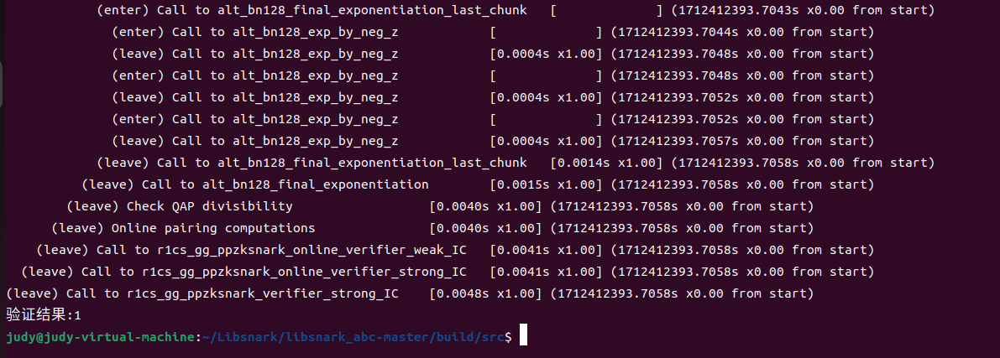 (enter) Call to alt_bn128_final_exponentiation_last_chunk [ ] (1712412393.7043s x0.00 from start)
(enter) Call to alt_bn128_exp_by_neg_z [ ] (1712412393.7044s x0.00 from start)
(leave) Call to alt_bn128_exp_by_neg_z [0.0004s x1.00] (1712412393.7048s x0.00 from start)
(enter) Call to alt_bn128_exp_by_neg_z [ ] (1712412393.7048s x0.00 from start)
(leave) Call to alt_bn128_exp_by_neg_z [0.0004s x1.00] (1712412393.7052s x0.00 from start)
(enter) Call to alt_bn128_exp_by_neg_z [ ] (1712412393.7052s x0.00 from start)
(leave) Call to alt_bn128_exp_by_neg_z [0.0004s x1.00] (1712412393.7057s x0.00 from start)
(leave) Call to alt_bn128_final_exponentiation_last_chunk [0.0014s x1.00] (1712412393.7058s x0.00 from start)
(leave) Call to alt_bn128_final_exponentiation [0.0015s x1.00] (1712412393.7058s x0.00 from start)
(leave) Check QAP divisibility [0.0040s x1.00] (1712412393.7058s x0.00 from start)
(leave) Online pairing computations [0.0040s x1.00] (1712412393.7058s x0.00 from start)
(leave) Call to r1cs_gg_ppzksnark_online_verifier_weak_IC [0.0041s x1.00] (1712412393.7058s x0.00 from start)
(leave) Call to r1cs_gg_ppzksnark_online_verifier_strong_IC [0.0041s x1.00] (1712412393.7058s x0.00 from start)
(leave) Call to r1cs_gg_ppzksnark_verifier_strong_IC [0.0048s x1.00] (1712412393.7058s x0.00 from start)
验证结果:1
judy@judy-virtual-machine:~/Libsnark/libsnark_abc-master/build/src$